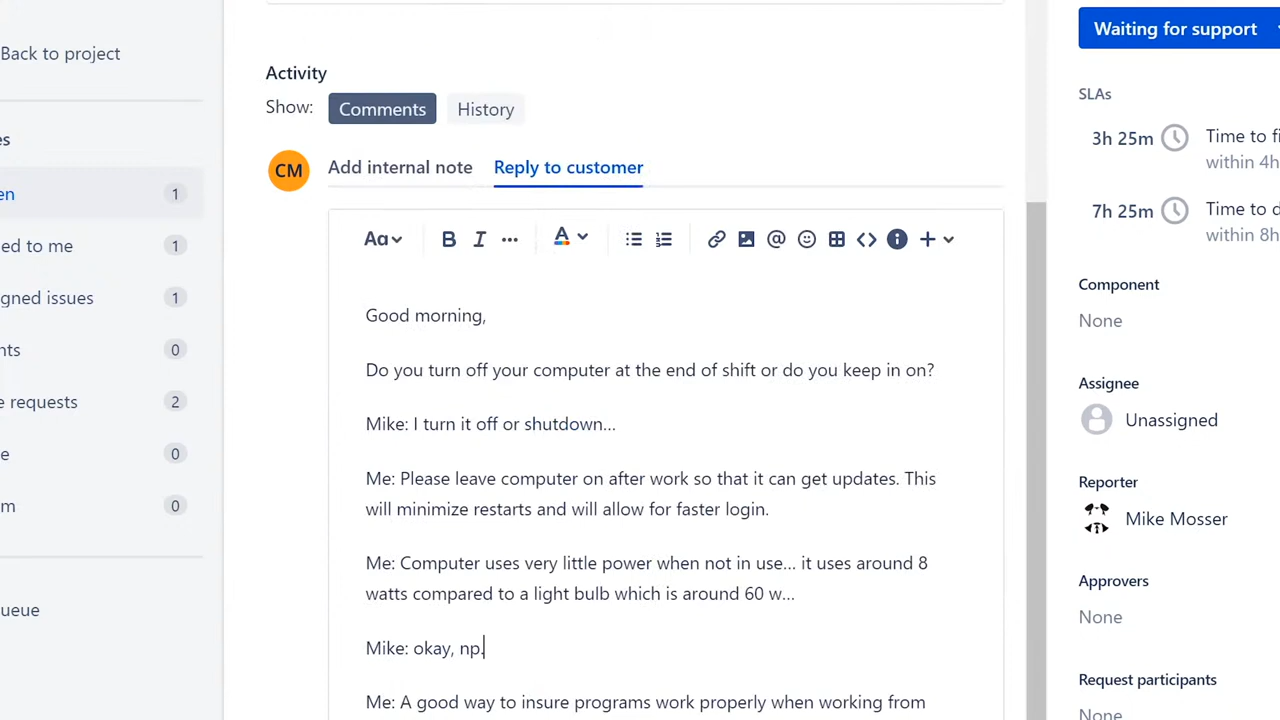 Back to project
es
en 1
ed to me 1
gned issues 1
nts 0
e requests 2
e 0
m 0
ueue
Activity
Show: Comments History
CM Add internal note Reply to customer
Aa B I ... A @
Good morning,
Do you turn off your computer at the end of shift or do you keep in on?
Mike: I turn it off or shutdown...
Me: Please leave computer on after work so that it can get updates. This
will minimize restarts and will allow for faster login.
Me: Computer uses very little power when not in use... it uses around 8
watts compared to a light bulb which is around 60 w...
Mike: okay, np.
Me: A good way to insure programs work properly when working from
Waiting for support
SLAs
3h 25m Time to fi
within 4h
7h 25m Time to
within 8h
Component
None
Assignee
Unassigned
Reporter
Mike Mosser
Approvers
None
Request participants
None